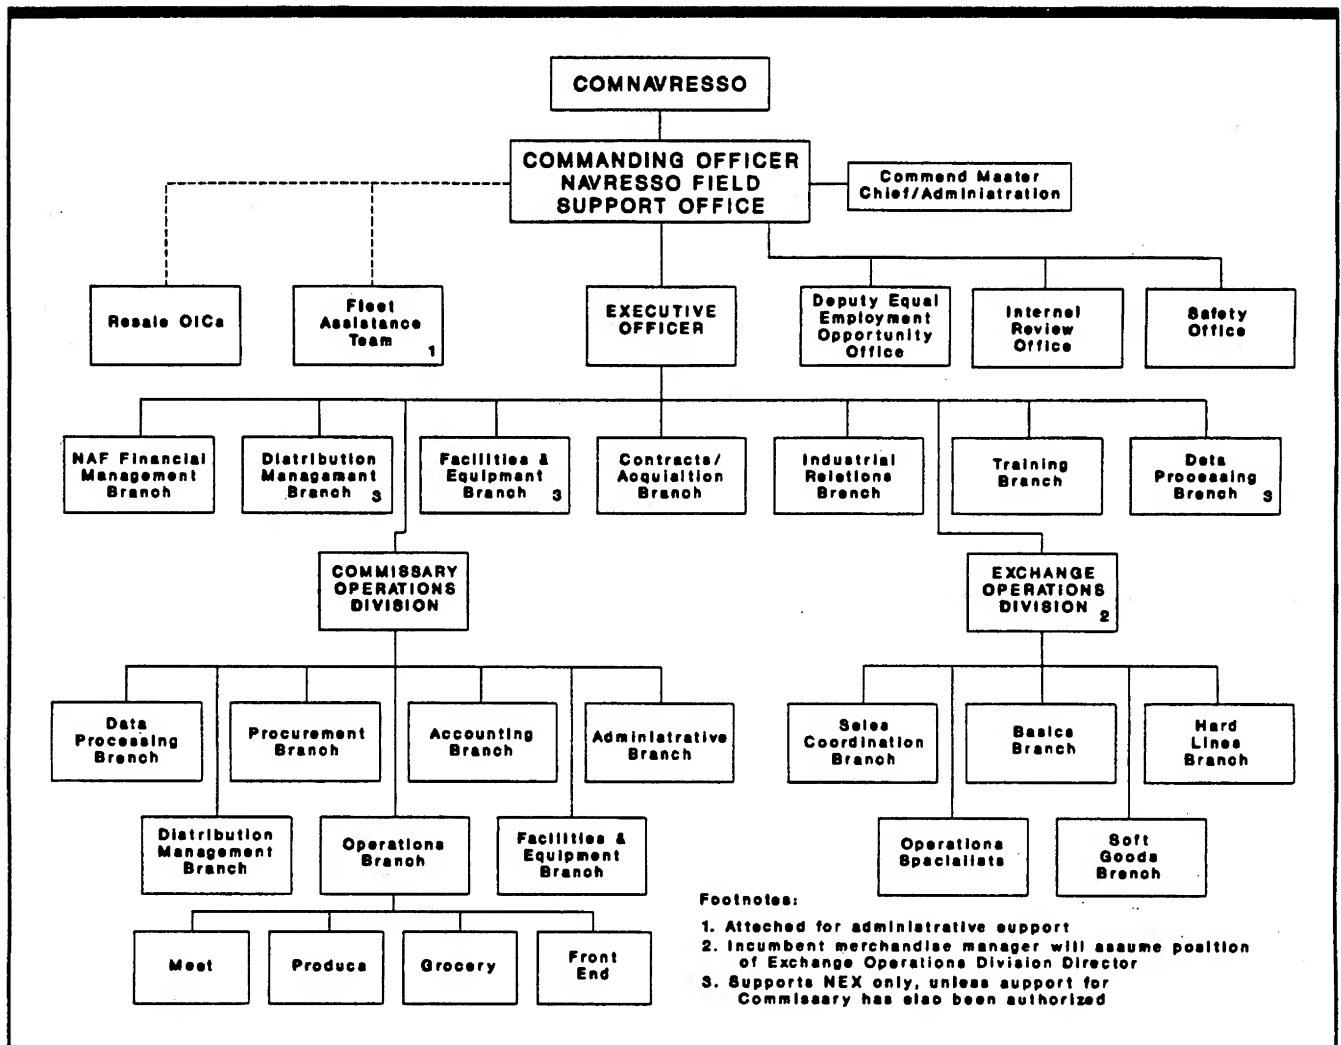 COMNAVRESSO
COMMANDING OFFICER
NAVRESSO FIELD
SUPPORT OFFICE
Command Master
Chief/Administration
Resale OICs
Fleet
Assistance
Team
1
EXECUTIVE
OFFICER
Deputy Equal
Employment
Opportunity
Office
Internal
Review
Office
Safety
Office
NAF Financial
Management
Branch
Distribution
Management
Branch 3
Facilities &
Equipment
Branch 3
Contracts/
Acquisition
Branch
Industrial
Relations
Branch
Training
Branch
Data
Processing
Branch 3
COMMISSARY
OPERATIONS
DIVISION
EXCHANGE
OPERATIONS
DIVISION
2
Data
Processing
Branch
Procurement
Branch
Accounting
Branch
Administrative
Branch
Sales
Coordination
Branch
Basics
Branch
Hard
Lines
Branch
Distribution
Management
Branch
Operations
Branch
Facilities &
Equipment
Branch
Operations
Specialists
Soft
Goods
Branch
Meat
Produce
Grocery
Front
End
Footnotes:
1. Attached for administrative support
2. Incumbent merchandise manager will assume position
of Exchange Operations Division Director
3. Supports NEX only, unless support for
Commissary has also been authorized